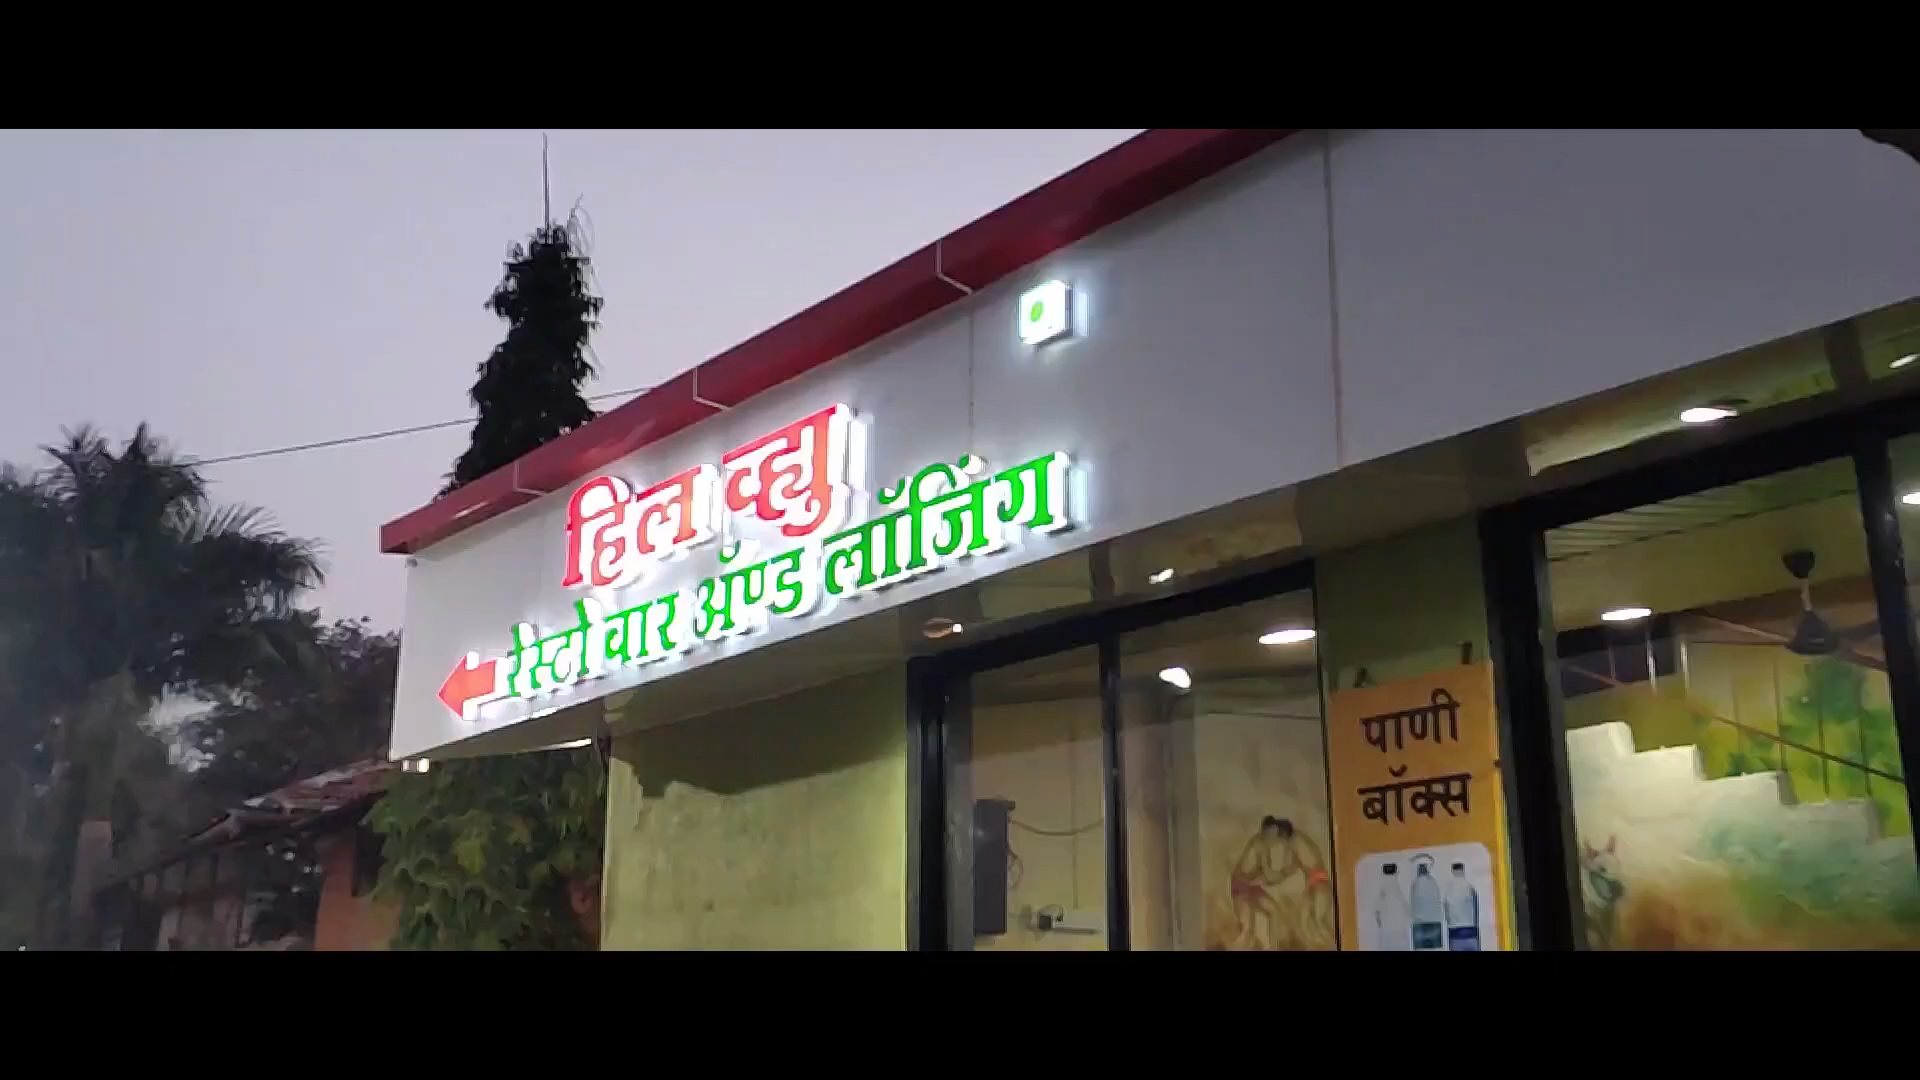 हिल व्ह्यु
रेस्टो बार अ‍ॅण्ड लॉजिंग
पाणी
बॉक्स